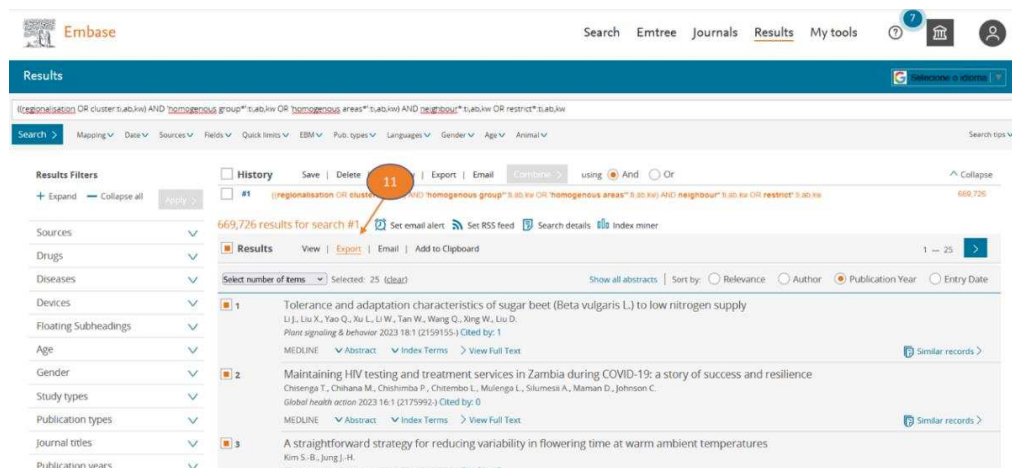 Embase
Search Emtree Journals Results My tools
7
Results
Selecione o idioma
((regionalisation OR cluster:ti,ab,kw) AND 'homogenous group*':ti,ab,kw OR 'homogenous areas*':ti,ab,kw) AND neighbour*:ti,ab,kw OR restrict*:ti,ab,kw
Search > Mapping Date Sources Fields Quick limits EBM Pub. types Languages Gender Age Animal Search tips
Results Filters
+ Expand — Collapse all Apply >
Sources
Drugs
Diseases
Devices
Floating Subheadings
Age
Gender
Study types
Publication types
Journal titles
Publication years
History Save | Delete | Export | Email Combine > using And Or Collapse
11
#1 ((regionalisation OR cluster AND 'homogenous group*':ti,ab,kw OR 'homogenous areas*':ti,ab,kw) AND neighbour*:ti,ab,kw OR restrict*:ti,ab,kw 669,726
669,726 results for search #1 Set email alert Set RSS feed Search details Index miner
Results View | Export | Email | Add to Clipboard 1 — 25 >
Select number of items Selected: 25 (clear) Show all abstracts | Sort by: Relevance Author Publication Year Entry Date
1 Tolerance and adaptation characteristics of sugar beet (Beta vulgaris L.) to low nitrogen supply
Li J., Liu X., Yao Q., Xu L., Li W., Tan W., Wang Q., Xing W., Liu D.
Plant signaling & behavior 2023 18:1 (2159155-) Cited by: 1
MEDLINE Abstract Index Terms > View Full Text Similar records >
2 Maintaining HIV testing and treatment services in Zambia during COVID-19: a story of success and resilience
Chisenga T., Chihana M., Chishimba P., Chitembo L., Mulenga L., Silumesii A., Maman D., Johnson C.
Global health action 2023 16:1 (2175992-) Cited by: 0
MEDLINE Abstract Index Terms > View Full Text Similar records >
3 A straightforward strategy for reducing variability in flowering time at warm ambient temperatures
Kim S.-B., Jung J.-H.